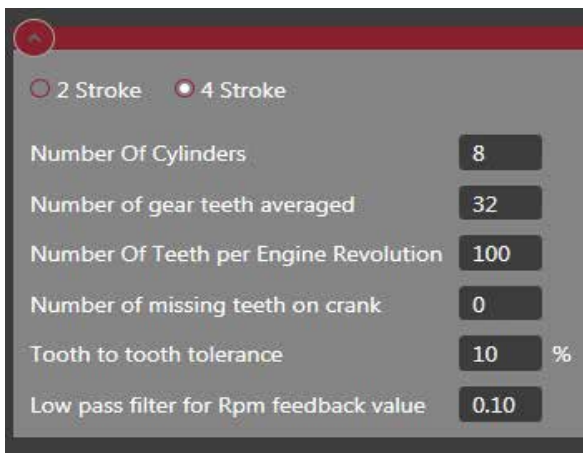 2 Stroke 4 Stroke
Number Of Cylinders 8
Number of gear teeth averaged 32
Number Of Teeth per Engine Revolution 100
Number of missing teeth on crank 0
Tooth to tooth tolerance 10 %
Low pass filter for Rpm feedback value 0.10